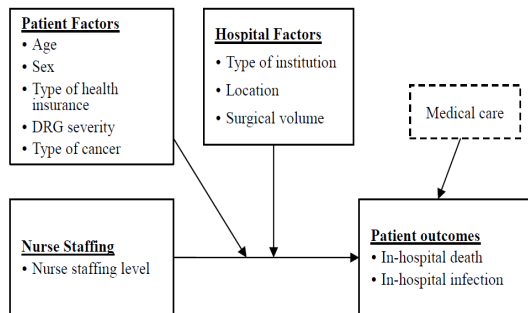 Patient Factors
• Age
• Sex
• Type of health
insurance
• DRG severity
• Type of cancer
Hospital Factors
• Type of institution
• Location
• Surgical volume
Medical care
Nurse Staffing
• Nurse staffing level
Patient outcomes
• In-hospital death
• In-hospital infection